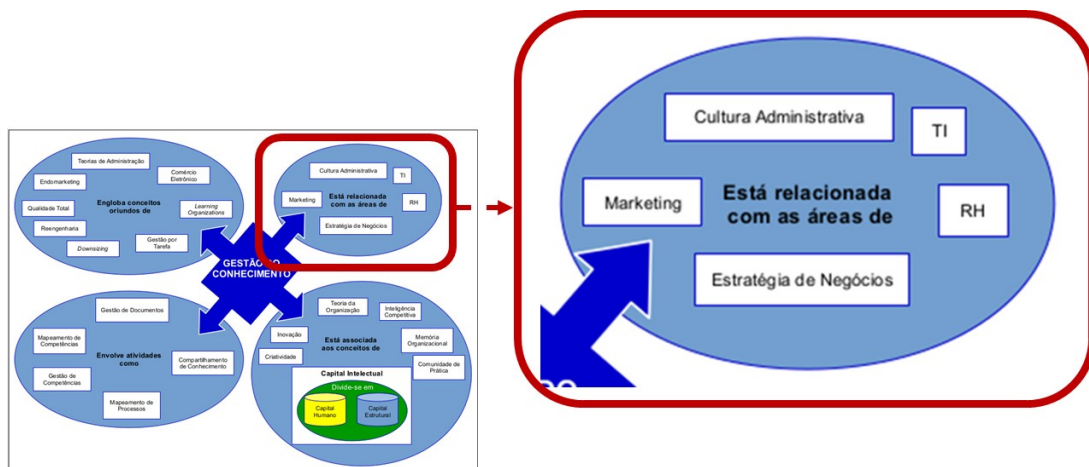 Teorias de Administração
Comércio
Eletrônico
Endomarketing
Engloba conceitos
oriundos de
Qualidade Total
Learning
Organizations
Reengenharia
Gestão por
Tarefa
Downsizing
Cultura Administrativa
TI
Marketing
Está relacionada
com as áreas de
RH
Estratégia de Negócios
GESTÃO DO
CONHECIMENTO
Gestão de Documentos
Mapeamento de
Competências
Envolve atividades
como
Compartilhamento
de Conhecimento
Gestão de
Competências
Mapeamento de
Processos
Teoria da
Organização
Inteligência
Competitiva
Inovação
Está associada
aos conceitos de
Memória
Organizacional
Criatividade
Comunidade de
Prática
Capital Intelectual
Divide-se em
Capital
Humano
Capital
Estrutural
Cultura Administrativa
TI
Marketing
Está relacionada
com as áreas de
RH
Estratégia de Negócios